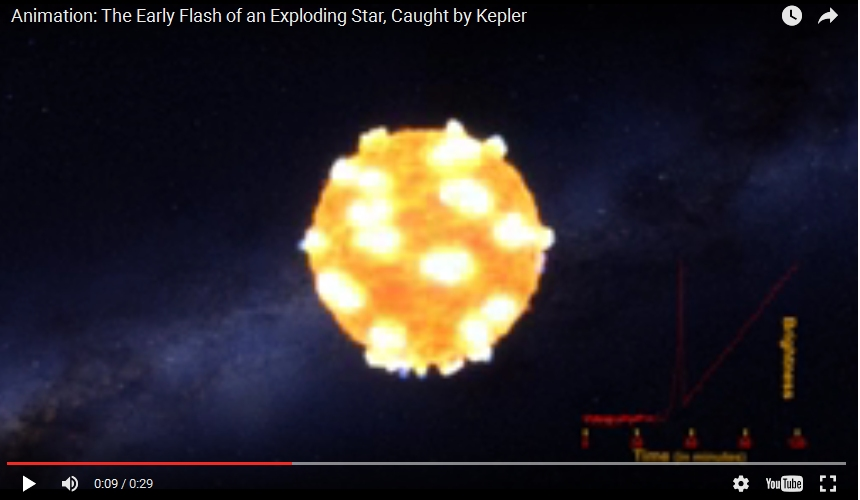 Animation: The Early Flash of an Exploding Star, Caught by Kepler
Brightness
Time (in minutes)
0:09 / 0:29
YouTube